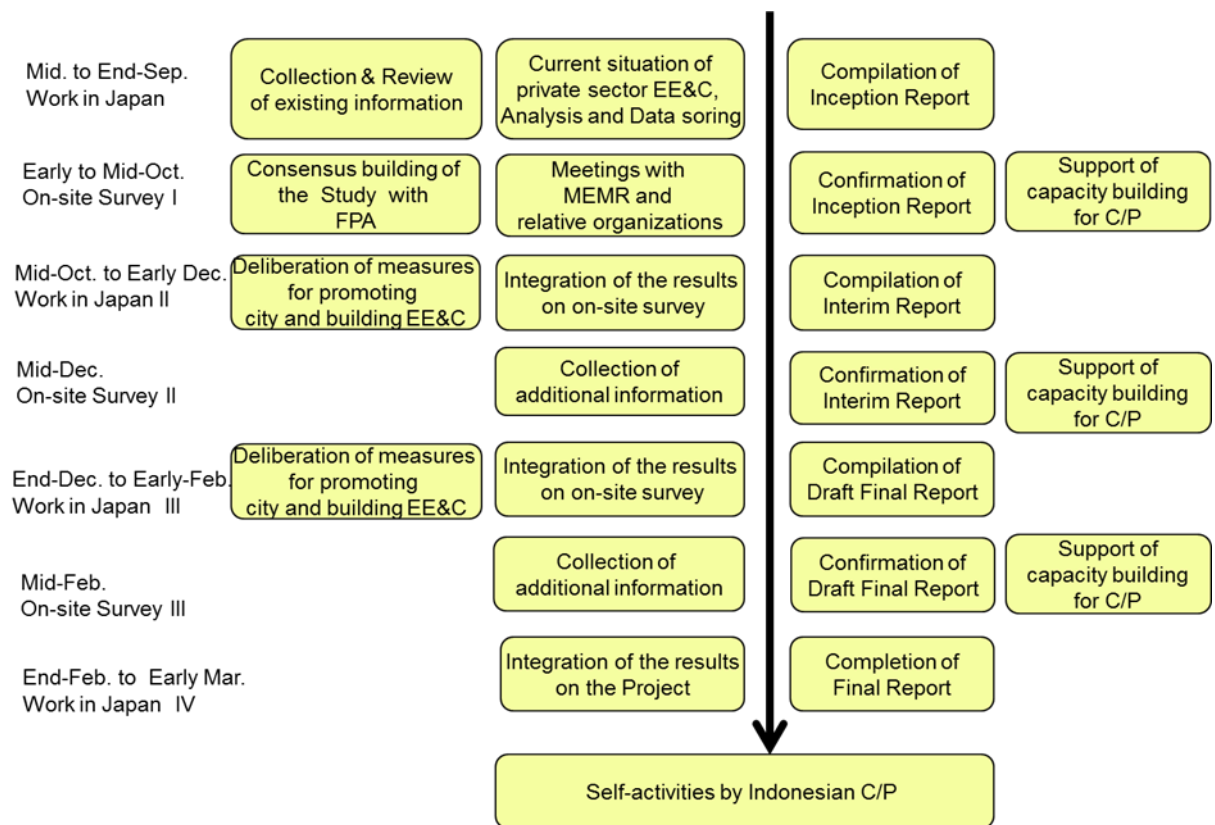 Mid. to End-Sep.
Work in Japan
Collection & Review
of existing information
Current situation of
private sector EE&C,
Analysis and Data soring
Compilation of
Inception Report
Early to Mid-Oct.
On-site Survey I
Consensus building of
the Study with
FPA
Meetings with
MEMR and
relative organizations
Confirmation of
Inception Report
Support of
capacity building
for C/P
Mid-Oct. to Early Dec.
Work in Japan II
Deliberation of measures
for promoting
city and building EE&C
Integration of the results
on on-site survey
Compilation of
Interim Report
Mid-Dec.
On-site Survey II
Collection of
additional information
Confirmation of
Interim Report
Support of
capacity building
for C/P
End-Dec. to Early-Feb.
Work in Japan III
Deliberation of measures
for promoting
city and building EE&C
Integration of the results
on on-site survey
Compilation of
Draft Final Report
Mid-Feb.
On-site Survey III
Collection of
additional information
Confirmation of
Draft Final Report
Support of
capacity building
for C/P
End-Feb. to Early Mar.
Work in Japan IV
Integration of the results
on the Project
Completion of
Final Report
Self-activities by Indonesian C/P